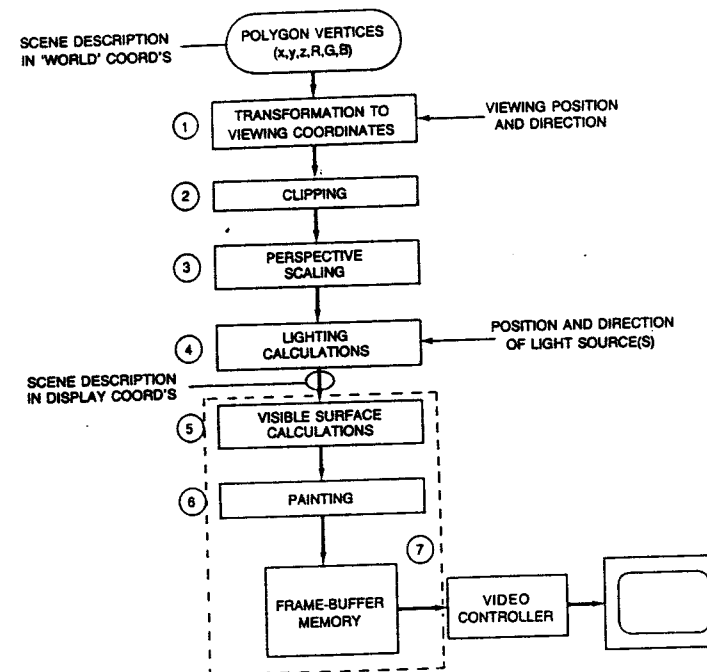 SCENE DESCRIPTION
IN 'WORLD' COORD'S
POLYGON VERTICES
(x,y,z,R,G,B)
1
TRANSFORMATION TO
VIEWING COORDINATES
VIEWING POSITION
AND DIRECTION
2
CLIPPING
3
PERSPECTIVE
SCALING
4
LIGHTING
CALCULATIONS
POSITION AND DIRECTION
OF LIGHT SOURCE(S)
SCENE DESCRIPTION
IN DISPLAY COORD'S
5
VISIBLE SURFACE
CALCULATIONS
6
PAINTING
7
FRAME-BUFFER
MEMORY
VIDEO
CONTROLLER